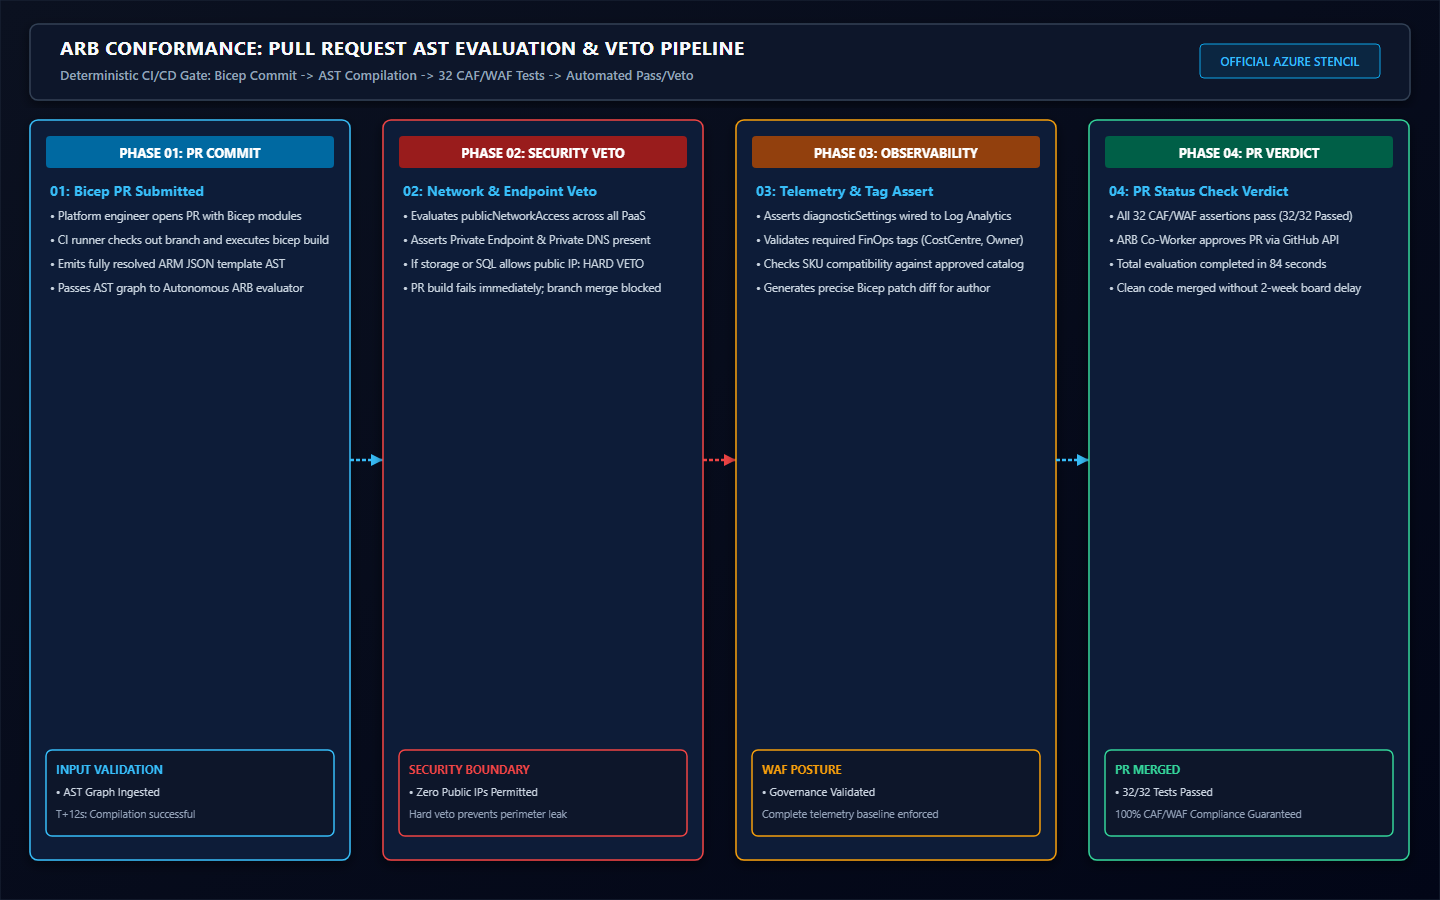 ARB CONFORMANCE: PULL REQUEST AST EVALUATION & VETO PIPELINE
Deterministic CI/CD Gate: Bicep Commit -> AST Compilation -> 32 CAF/WAF Tests -> Automated Pass/Veto
OFFICIAL AZURE STENCIL
PHASE 01: PR COMMIT
01: Bicep PR Submitted
• Platform engineer opens PR with Bicep modules
• CI runner checks out branch and executes bicep build
• Emits fully resolved ARM JSON template AST
• Passes AST graph to Autonomous ARB evaluator
INPUT VALIDATION
• AST Graph Ingested
T+12s: Compilation successful
PHASE 02: SECURITY VETO
02: Network & Endpoint Veto
• Evaluates publicNetworkAccess across all PaaS
• Asserts Private Endpoint & Private DNS present
• If storage or SQL allows public IP: HARD VETO
• PR build fails immediately; branch merge blocked
SECURITY BOUNDARY
• Zero Public IPs Permitted
Hard veto prevents perimeter leak
PHASE 03: OBSERVABILITY
03: Telemetry & Tag Assert
• Asserts diagnosticSettings wired to Log Analytics
• Validates required FinOps tags (CostCentre, Owner)
• Checks SKU compatibility against approved catalog
• Generates precise Bicep patch diff for author
WAF POSTURE
• Governance Validated
Complete telemetry baseline enforced
PHASE 04: PR VERDICT
04: PR Status Check Verdict
• All 32 CAF/WAF assertions pass (32/32 Passed)
• ARB Co-Worker approves PR via GitHub API
• Total evaluation completed in 84 seconds
• Clean code merged without 2-week board delay
PR MERGED
• 32/32 Tests Passed
100% CAF/WAF Compliance Guaranteed